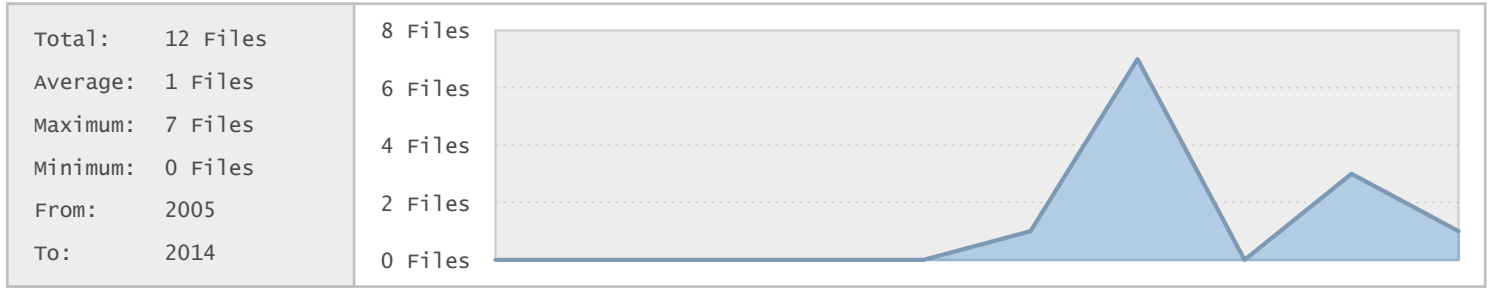 Total: 12 Files
Average: 1 Files
Maximum: 7 Files
Minimum: 0 Files
From: 2005
To: 2014
8 Files
6 Files
4 Files
2 Files
0 Files